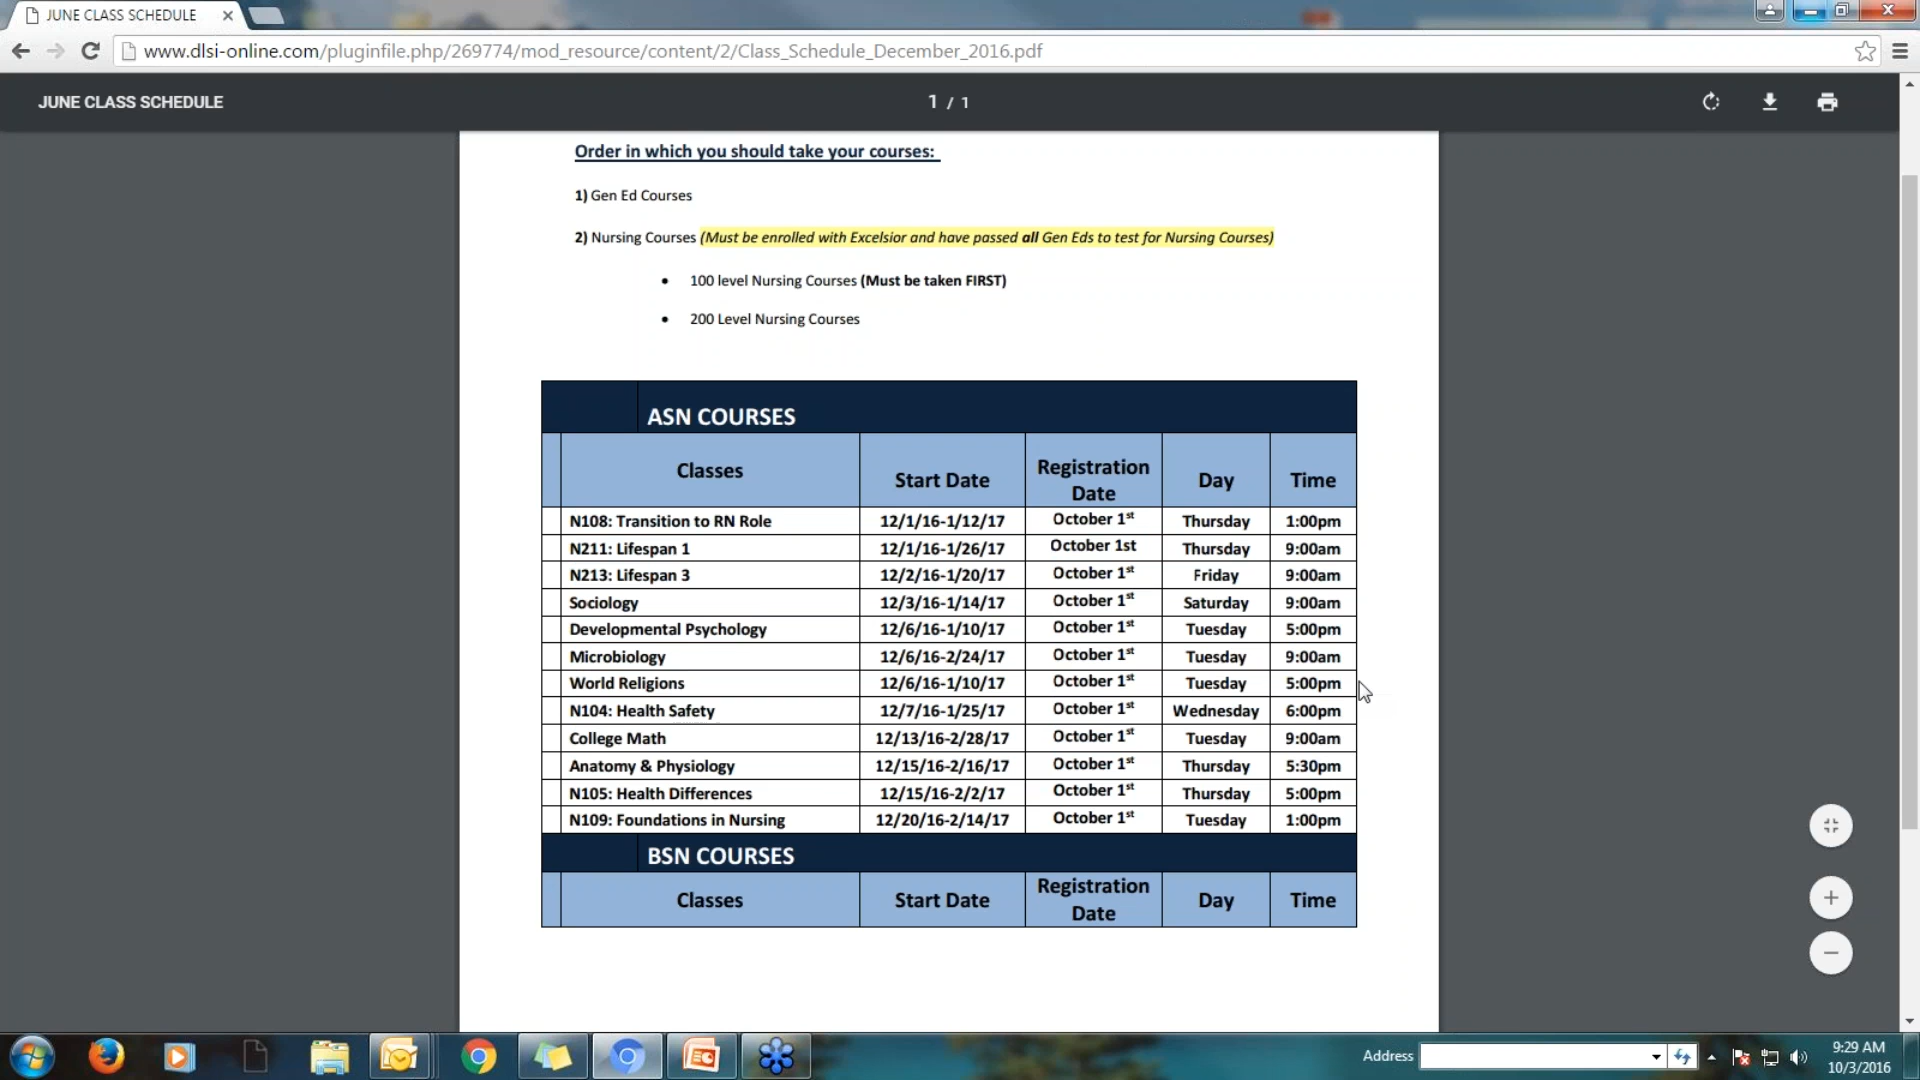 JUNE CLASS SCHEDULE
www.dlsi-online.com/pluginfile.php/269774/mod_resource/content/2/Class_Schedule_December_2016.pdf
JUNE CLASS SCHEDULE 1 / 1
Order in which you should take your courses:
1) Gen Ed Courses
2) Nursing Courses (Must be enrolled with Excelsior and have passed all Gen Eds to test for Nursing Courses)
• 100 level Nursing Courses (Must be taken FIRST)
• 200 Level Nursing Courses
ASN COURSES
Classes Start Date Registration Date Day Time
N108: Transition to RN Role 12/1/16-1/12/17 October 1st Thursday 1:00pm
N211: Lifespan 1 12/1/16-1/26/17 October 1st Thursday 9:00am
N213: Lifespan 3 12/2/16-1/20/17 October 1st Friday 9:00am
Sociology 12/3/16-1/14/17 October 1st Saturday 9:00am
Developmental Psychology 12/6/16-1/10/17 October 1st Tuesday 5:00pm
Microbiology 12/6/16-2/24/17 October 1st Tuesday 9:00am
World Religions 12/6/16-1/10/17 October 1st Tuesday 5:00pm
N104: Health Safety 12/7/16-1/25/17 October 1st Wednesday 6:00pm
College Math 12/13/16-2/28/17 October 1st Tuesday 9:00am
Anatomy & Physiology 12/15/16-2/16/17 October 1st Thursday 5:30pm
N105: Health Differences 12/15/16-2/2/17 October 1st Thursday 5:00pm
N109: Foundations in Nursing 12/20/16-2/14/17 October 1st Tuesday 1:00pm
BSN COURSES
Classes Start Date Registration Date Day Time
Address 9:29 AM
10/3/2016